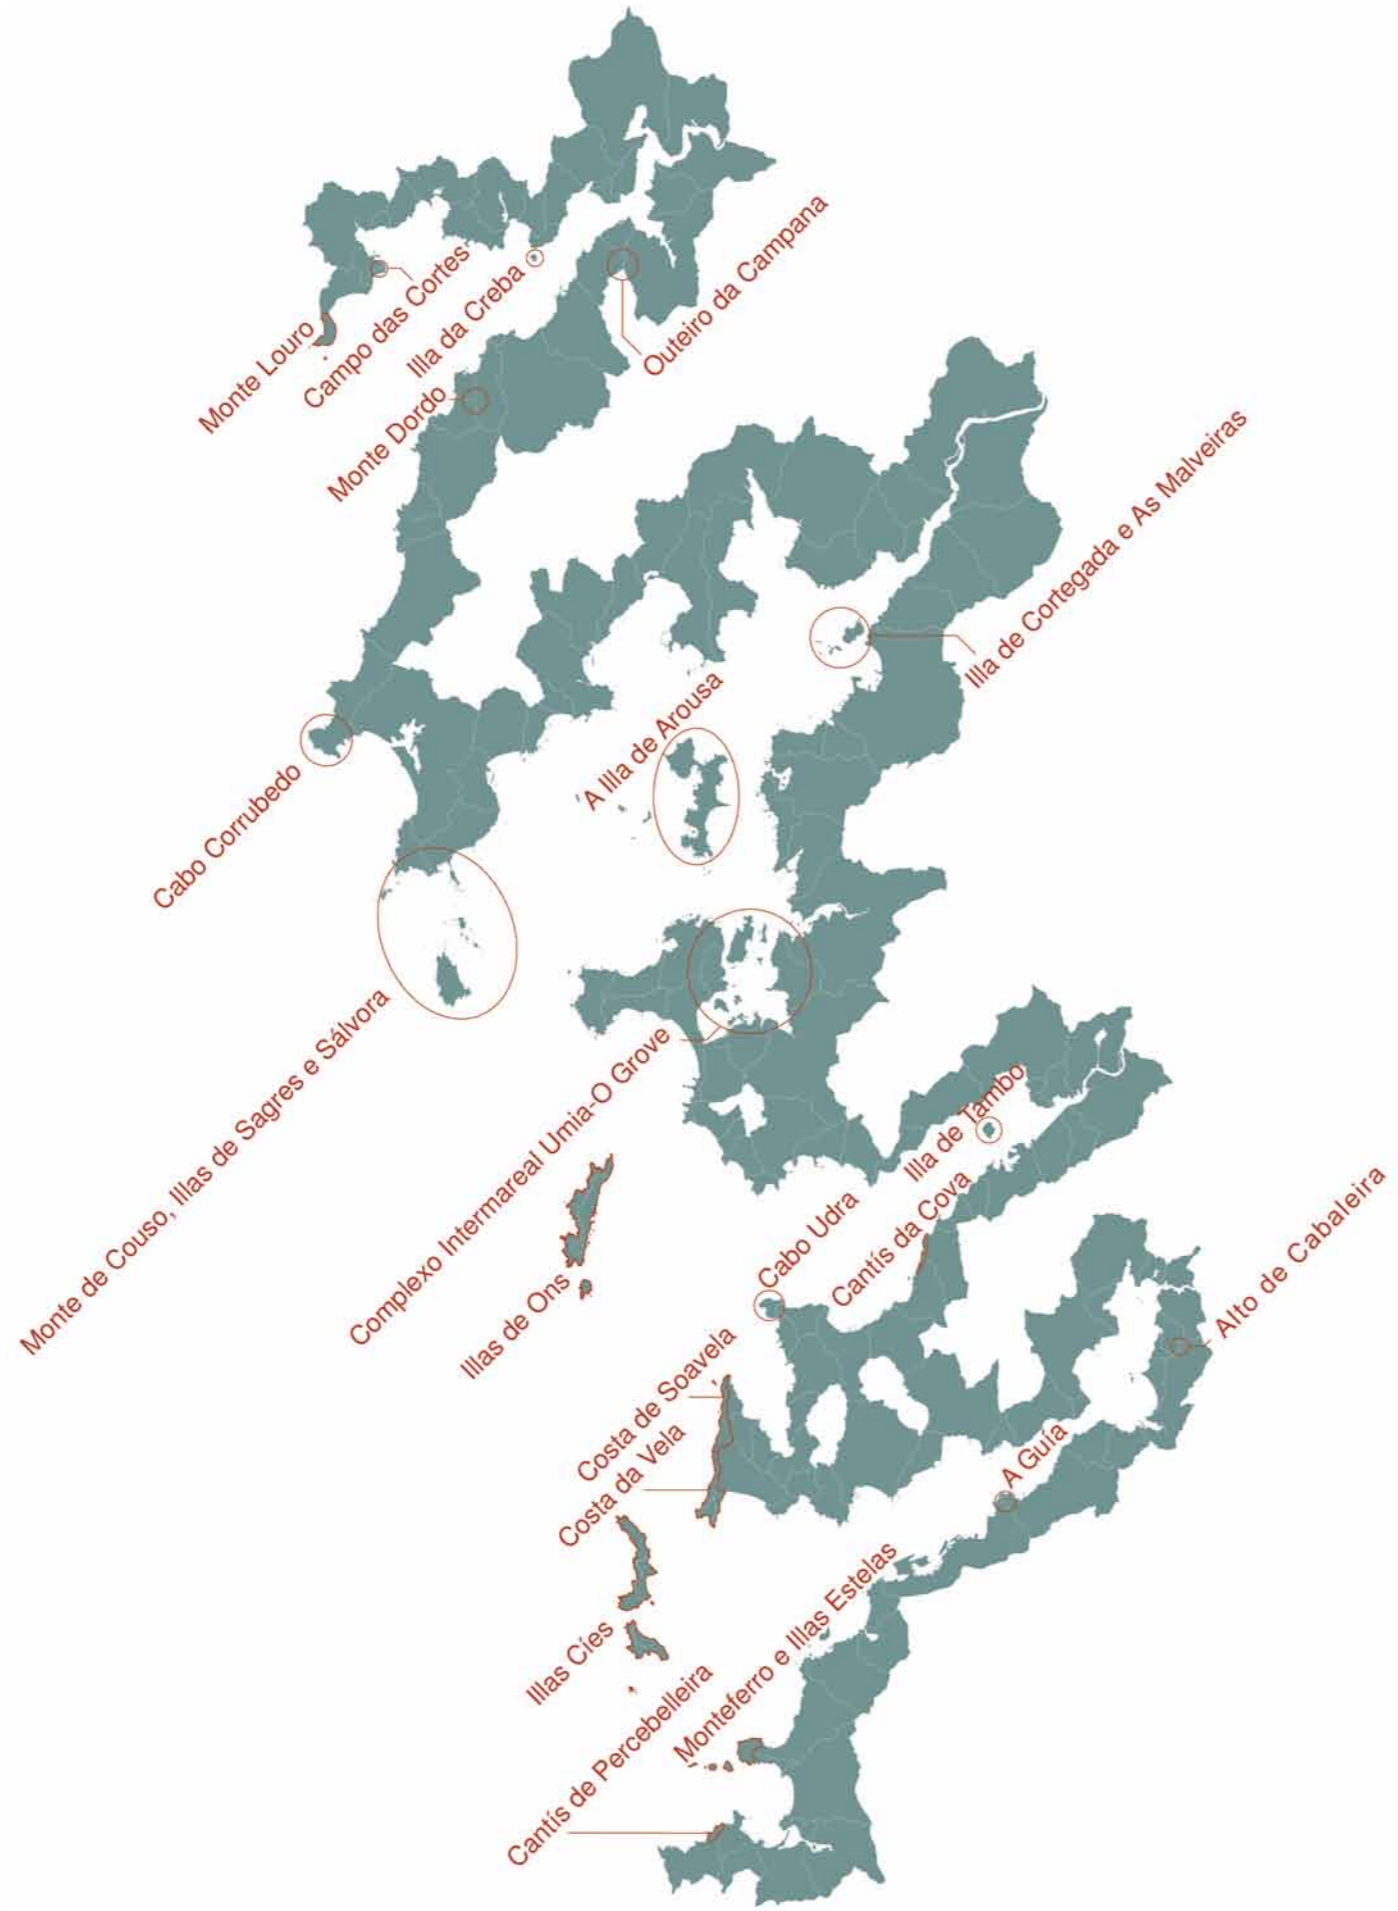 Outeiro da Campana
Campo das Cortes
Illa da Creba
Monte Louro
Monte Dordo
Illa de Cortegada e As Malveiras
A Illa de Arousa
Cabo Corrubedo
Monte de Couso, Illas de Sagres e Sálvora
Complexo Intermareal Umia-O Grove
Illa de Tambo
Illas de Ons
Cabo Udra
Cantís da Cova
Alto de Cabaleira
Costa de Soavela
Costa da Vela
A Guía
Illas Cíes
Monteferro e Illas Estelas
Cantís de Percebelleira